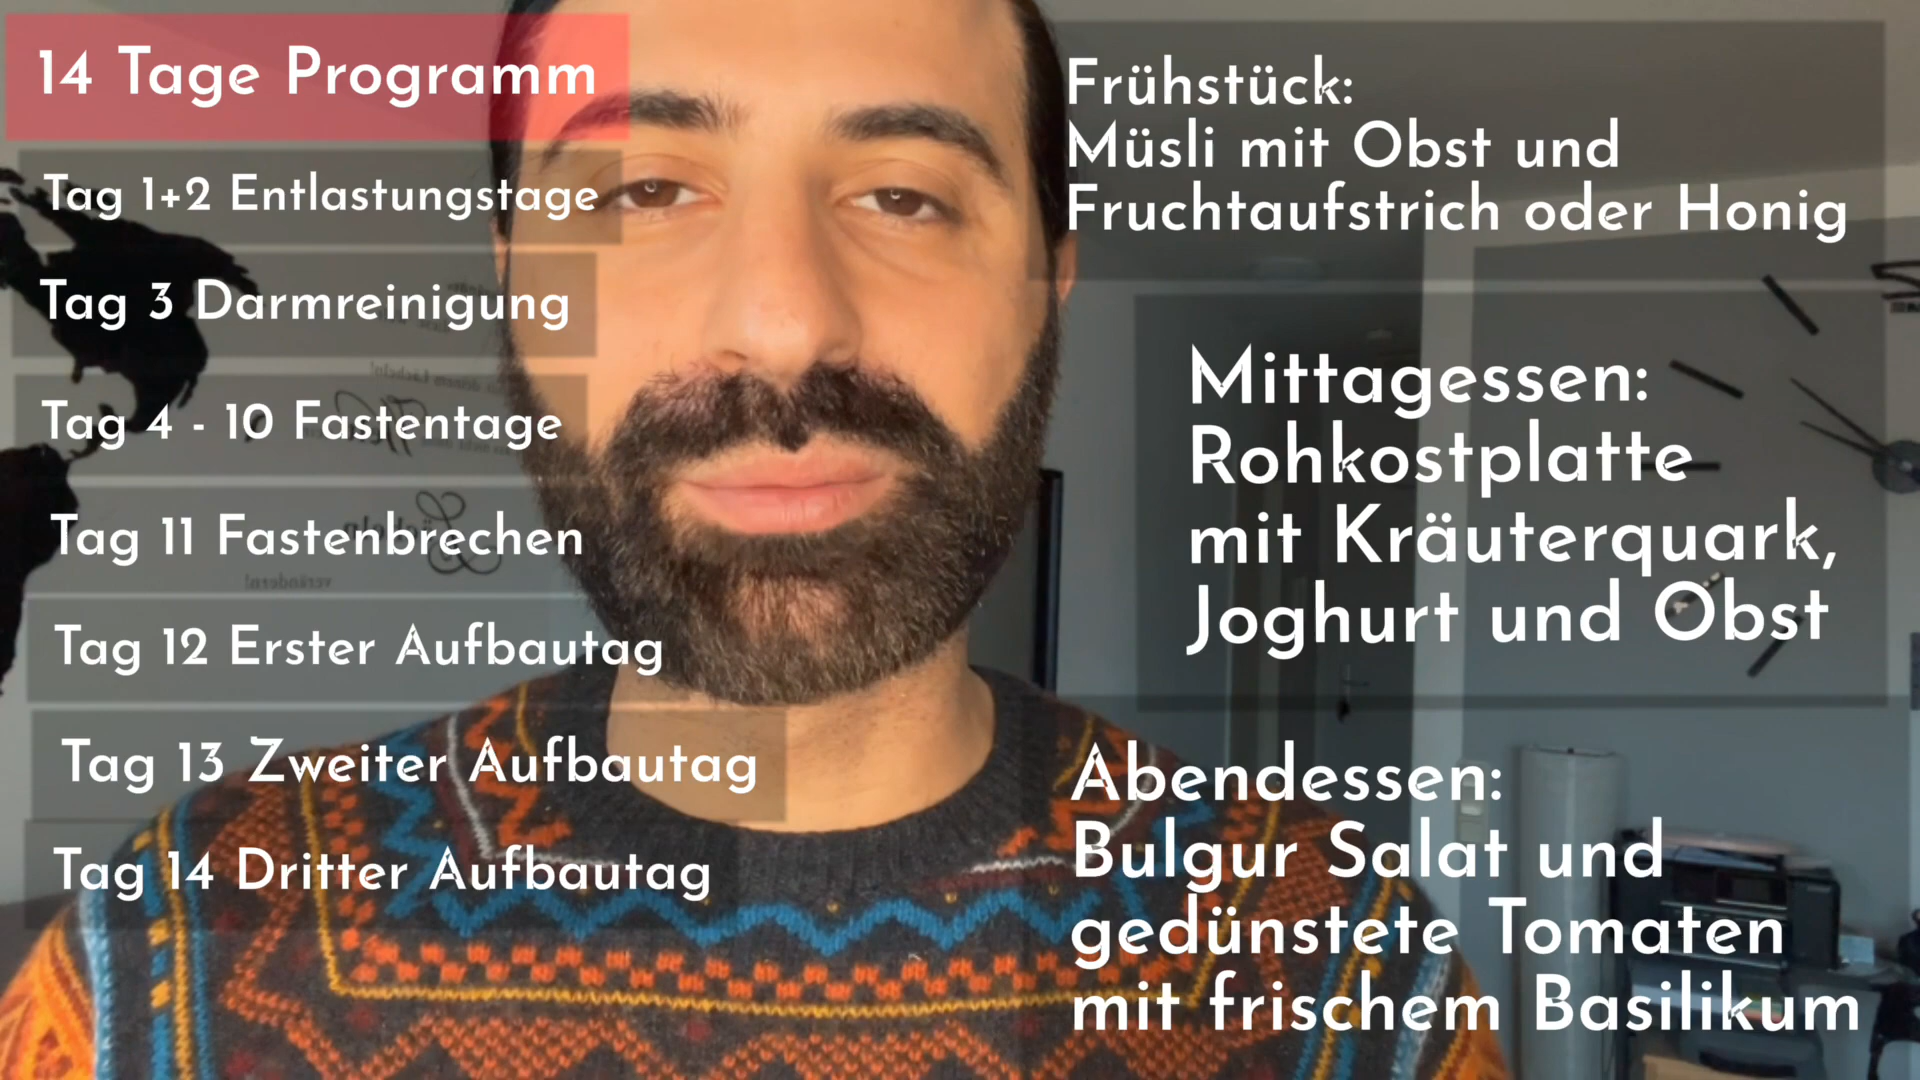 14 Tage Programm
Tag 1+2 Entlastungstage
Tag 3 Darmreinigung
Tag 4 - 10 Fastentage
Tag 11 Fastenbrechen
Tag 12 Erster Aufbautag
Tag 13 Zweiter Aufbautag
Tag 14 Dritter Aufbautag
Frühstück:
Müsli mit Obst und
Fruchtaufstrich oder Honig
Mittagessen:
Rohkostplatte
mit Kräuterquark,
Joghurt und Obst
Abendessen:
Bulgur Salat und
gedünstete Tomaten
mit frischem Basilikum
verändern!